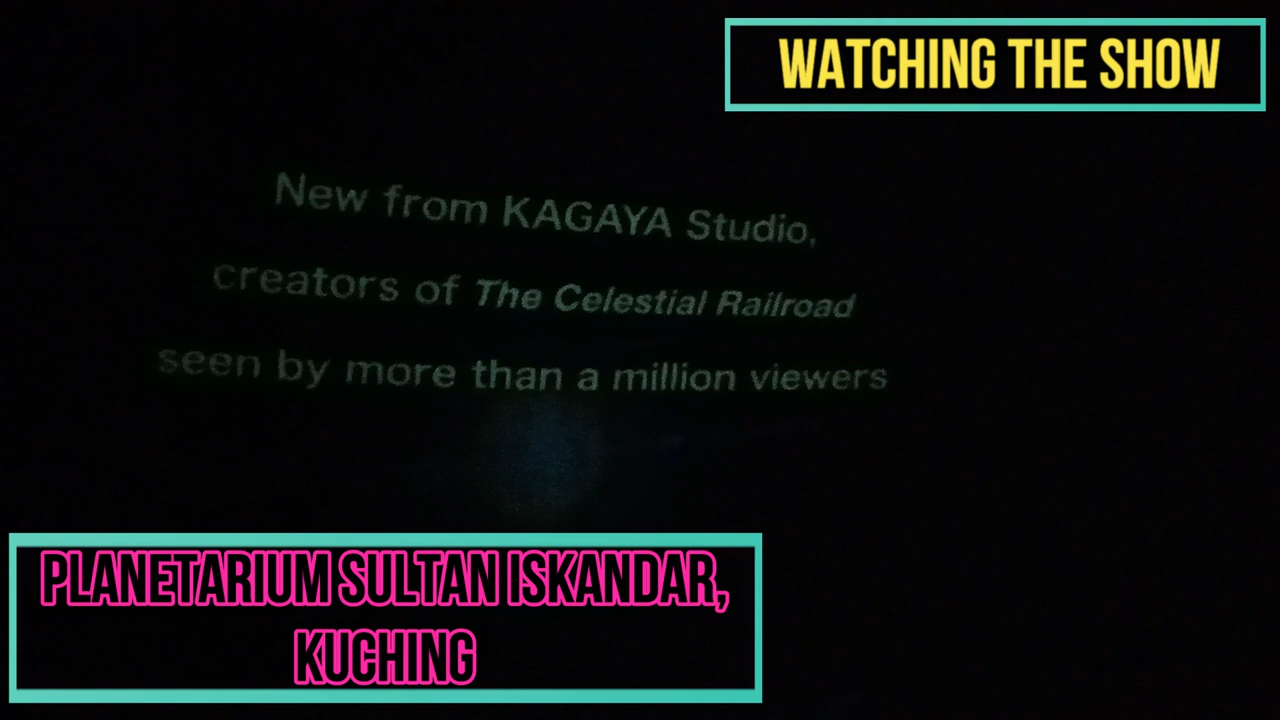 WATCHING THE SHOW
New from KAGAYA Studio,
creators of The Celestial Railroad
seen by more than a million viewers
PLANETARIUM SULTAN ISKANDAR,
KUCHING